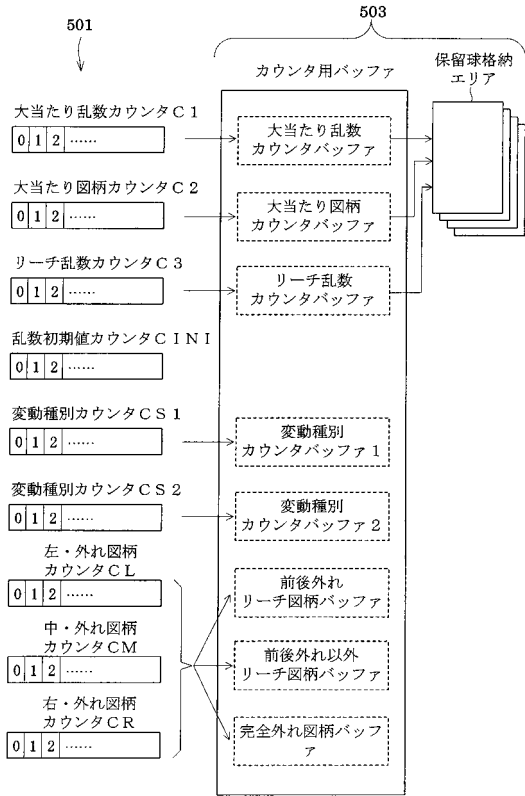 501
503
カウンタ用バッファ
保留球格納
エリア
大当たり乱数カウンタC1
0 1 2 ……
大当たり乱数
カウンタバッファ
大当たり図柄カウンタC2
0 1 2 ……
大当たり図柄
カウンタバッファ
リーチ乱数カウンタC3
0 1 2 ……
リーチ乱数
カウンタバッファ
乱数初期値カウンタCINI
0 1 2 ……
変動種別カウンタCS1
0 1 2 ……
変動種別
カウンタバッファ1
変動種別カウンタCS2
0 1 2 ……
変動種別
カウンタバッファ2
左・外れ図柄
カウンタCL
0 1 2 ……
前後外れ
リーチ図柄バッファ
中・外れ図柄
カウンタCM
0 1 2 ……
前後外れ以外
リーチ図柄バッファ
右・外れ図柄
カウンタCR
0 1 2 ……
完全外れ図柄バッフ
ァ